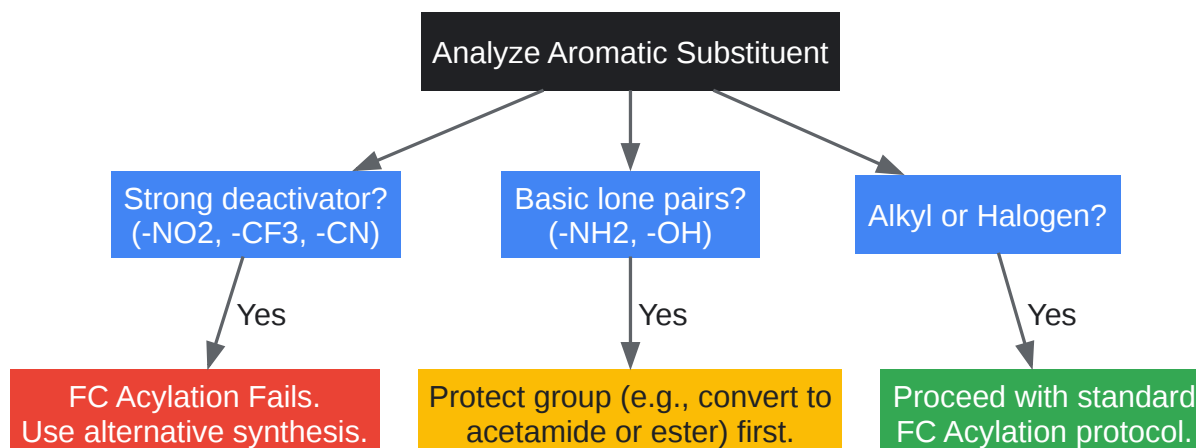 Analyze Aromatic Substituent
Strong deactivator?
(-NO2, -CF3, -CN)
Basic lone pairs?
(-NH2, -OH)
Alkyl or Halogen?
Yes
Yes
Yes
FC Acylation Fails.
Use alternative synthesis.
Protect group (e.g., convert to
acetamide or ester) first.
Proceed with standard
FC Acylation protocol.